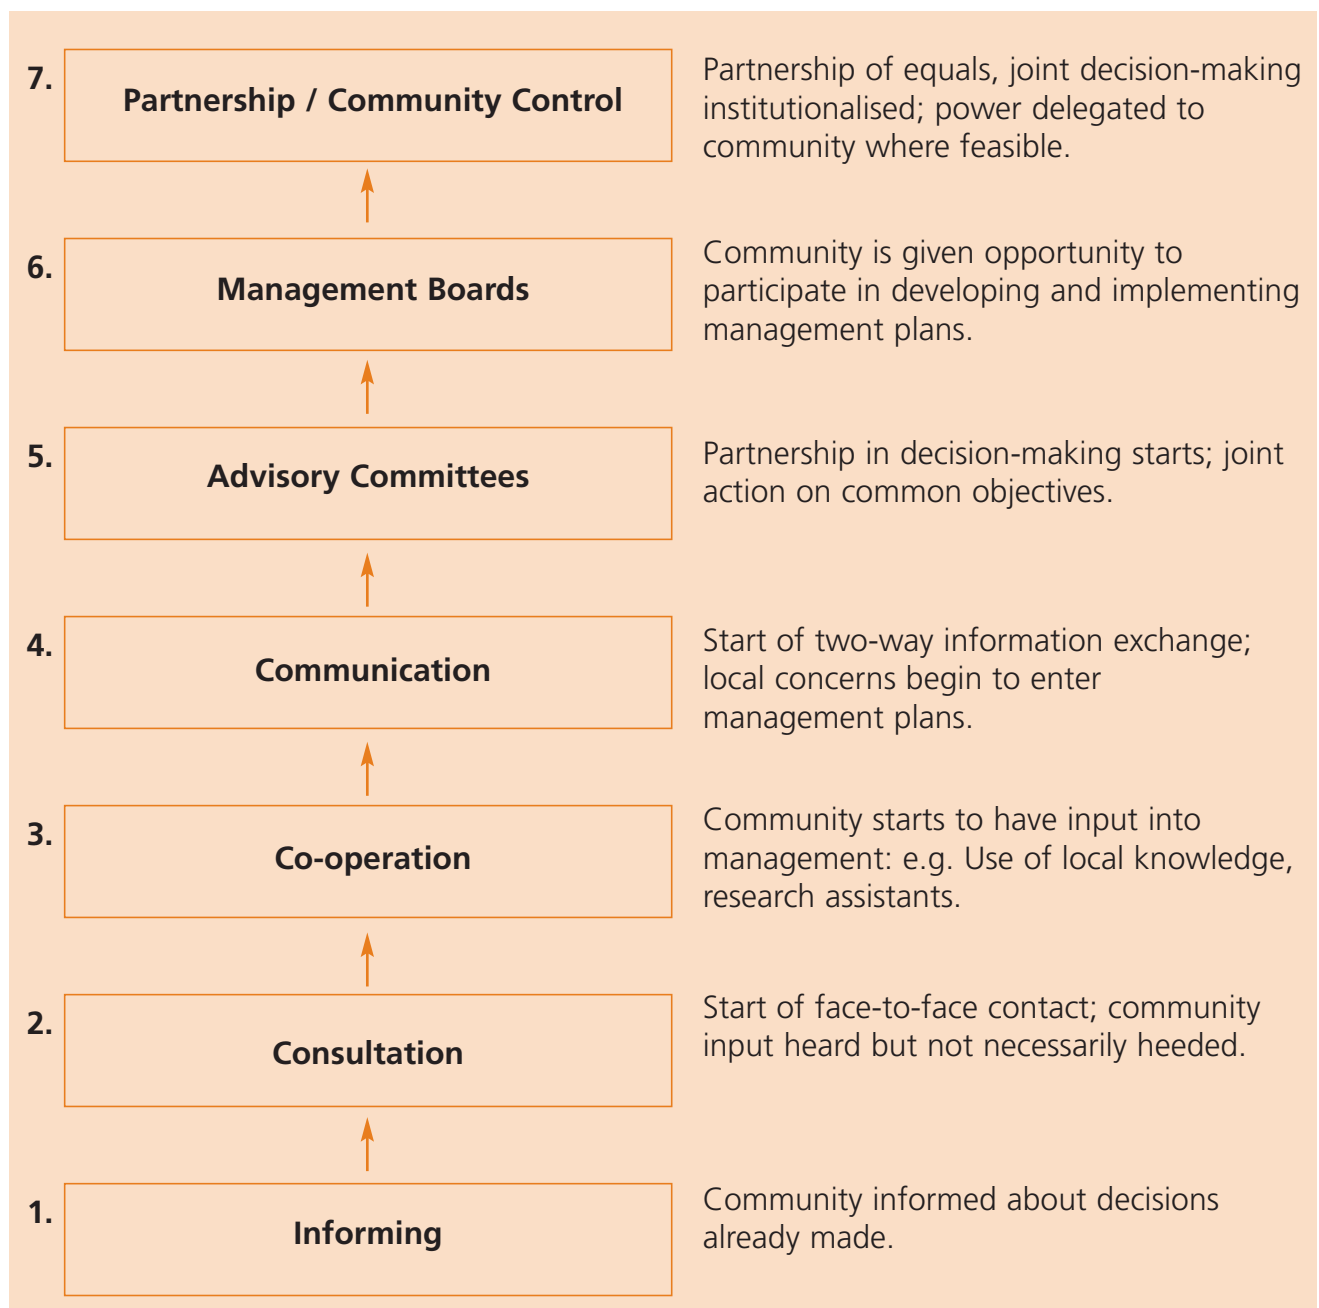 7.
Partnership / Community Control
Partnership of equals, joint decision-making
institutionalised; power delegated to
community where feasible.
6.
Management Boards
Community is given opportunity to
participate in developing and implementing
management plans.
5.
Advisory Committees
Partnership in decision-making starts; joint
action on common objectives.
4.
Communication
Start of two-way information exchange;
local concerns begin to enter
management plans.
3.
Co-operation
Community starts to have input into
management: e.g. Use of local knowledge,
research assistants.
2.
Consultation
Start of face-to-face contact; community
input heard but not necessarily heeded.
1.
Informing
Community informed about decisions
already made.